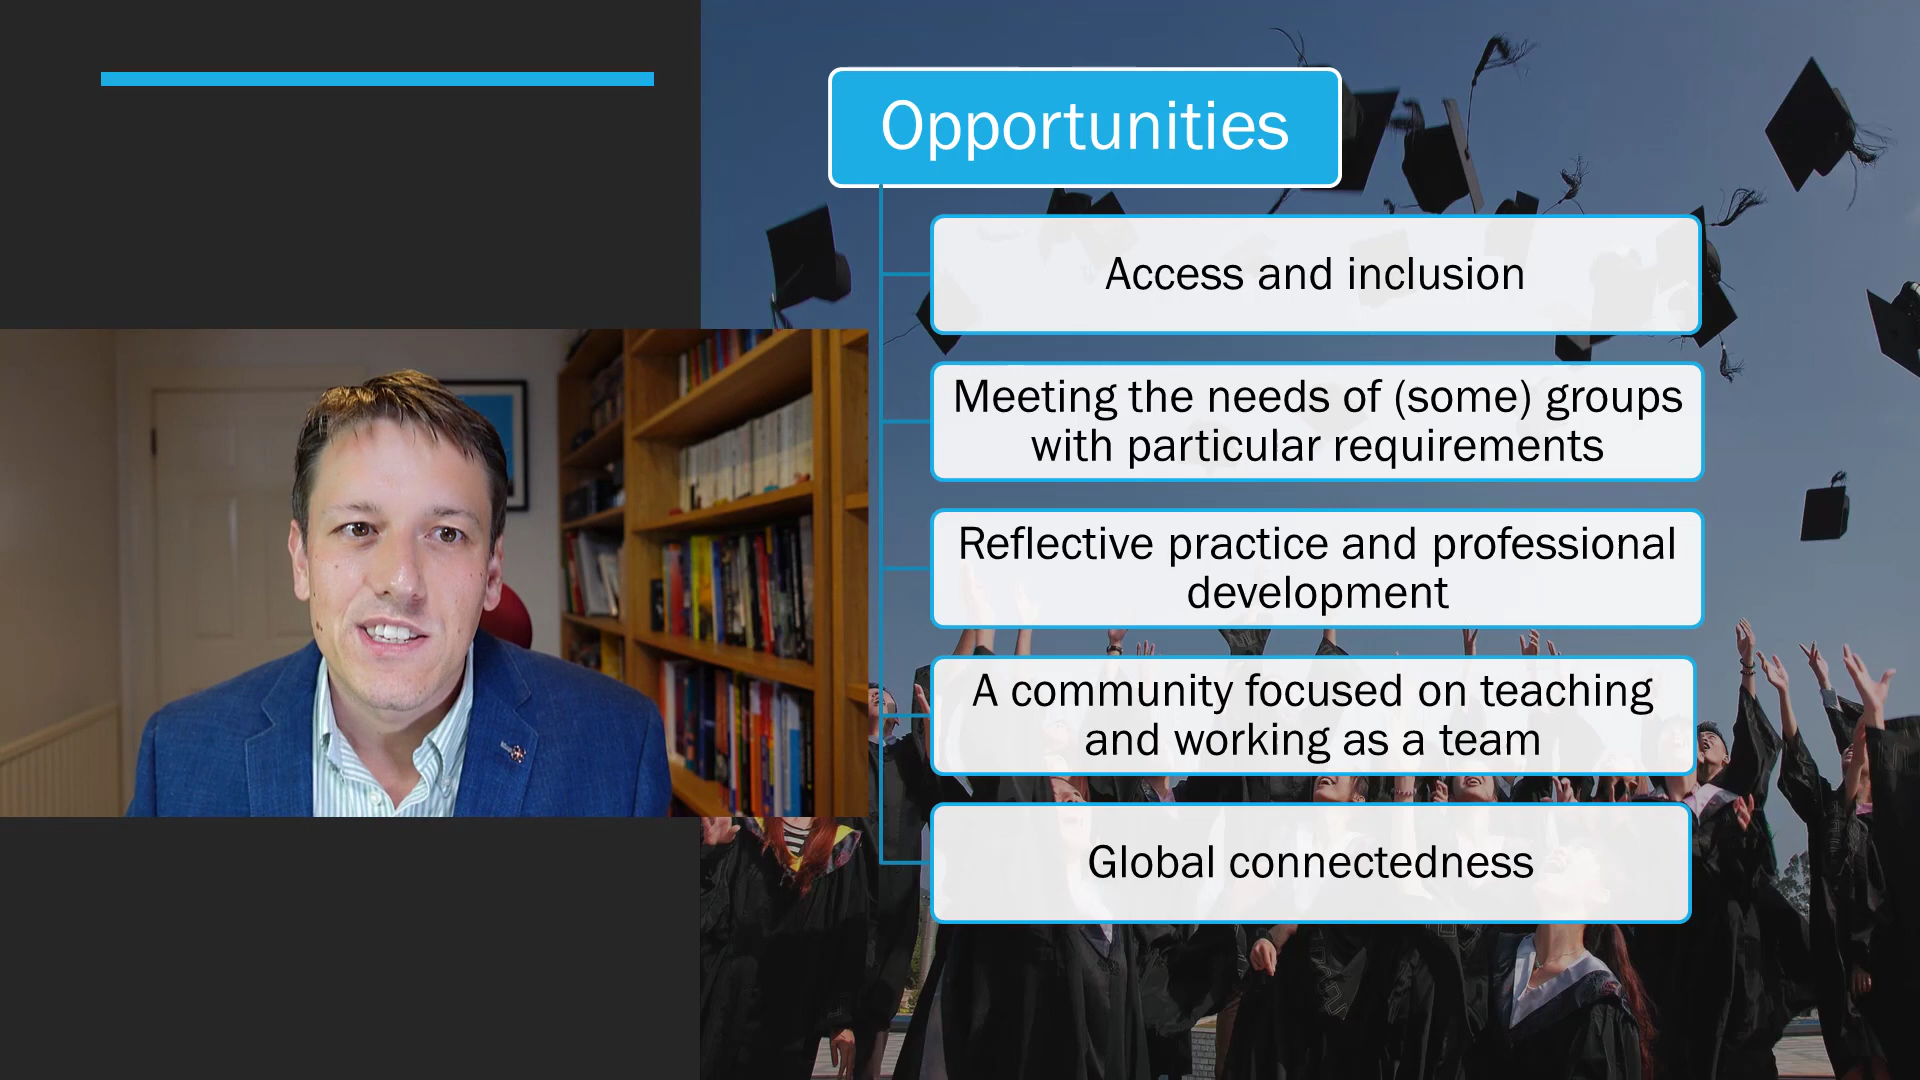 Opportunities
Access and inclusion
Meeting the needs of (some) groups
with particular requirements
Reflective practice and professional
development
A community focused on teaching
and working as a team
Global connectedness